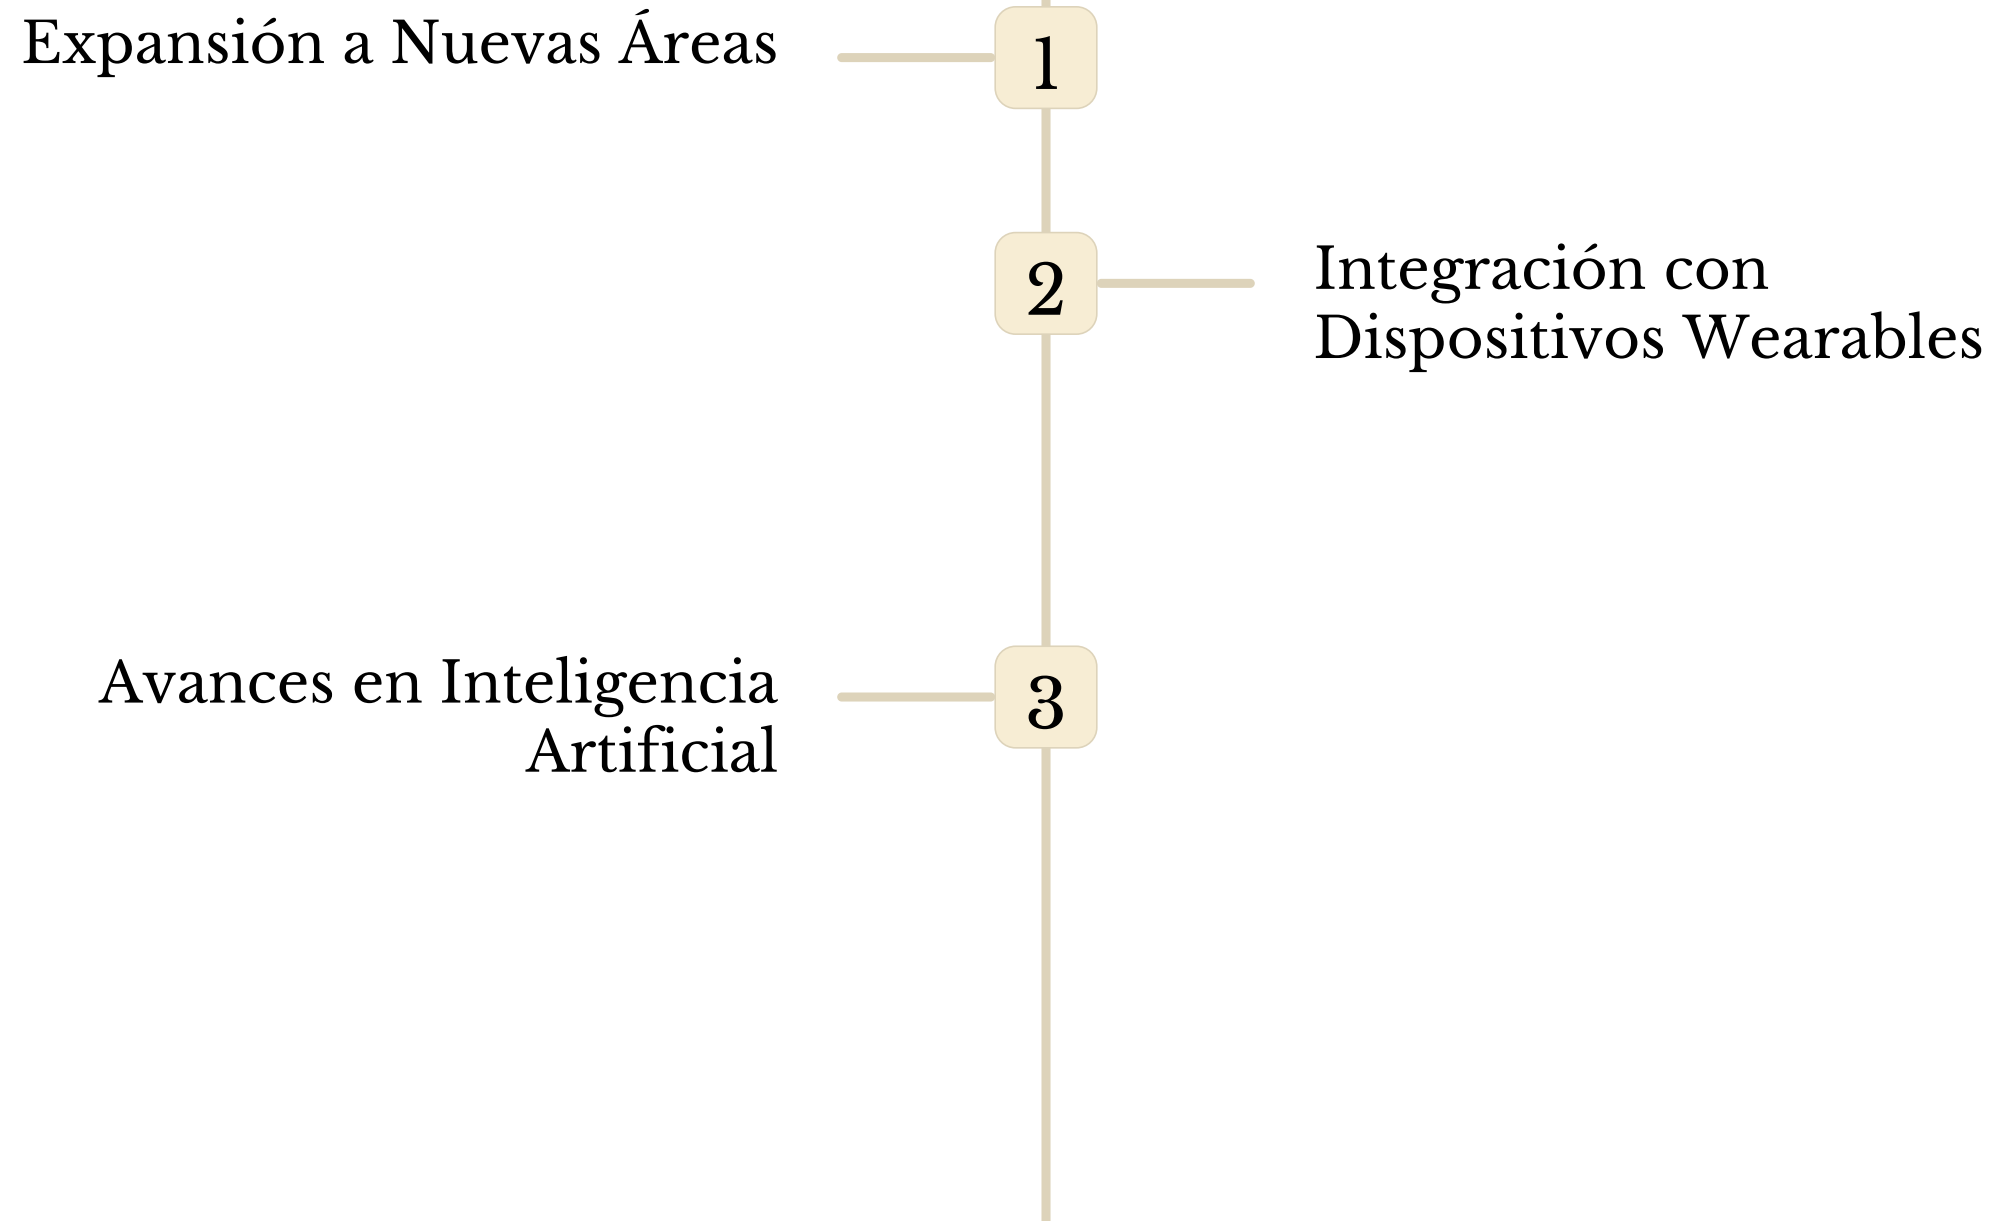 Expansión a Nuevas Áreas
1
2
Integración con
Dispositivos Wearables
Avances en Inteligencia
Artificial
3